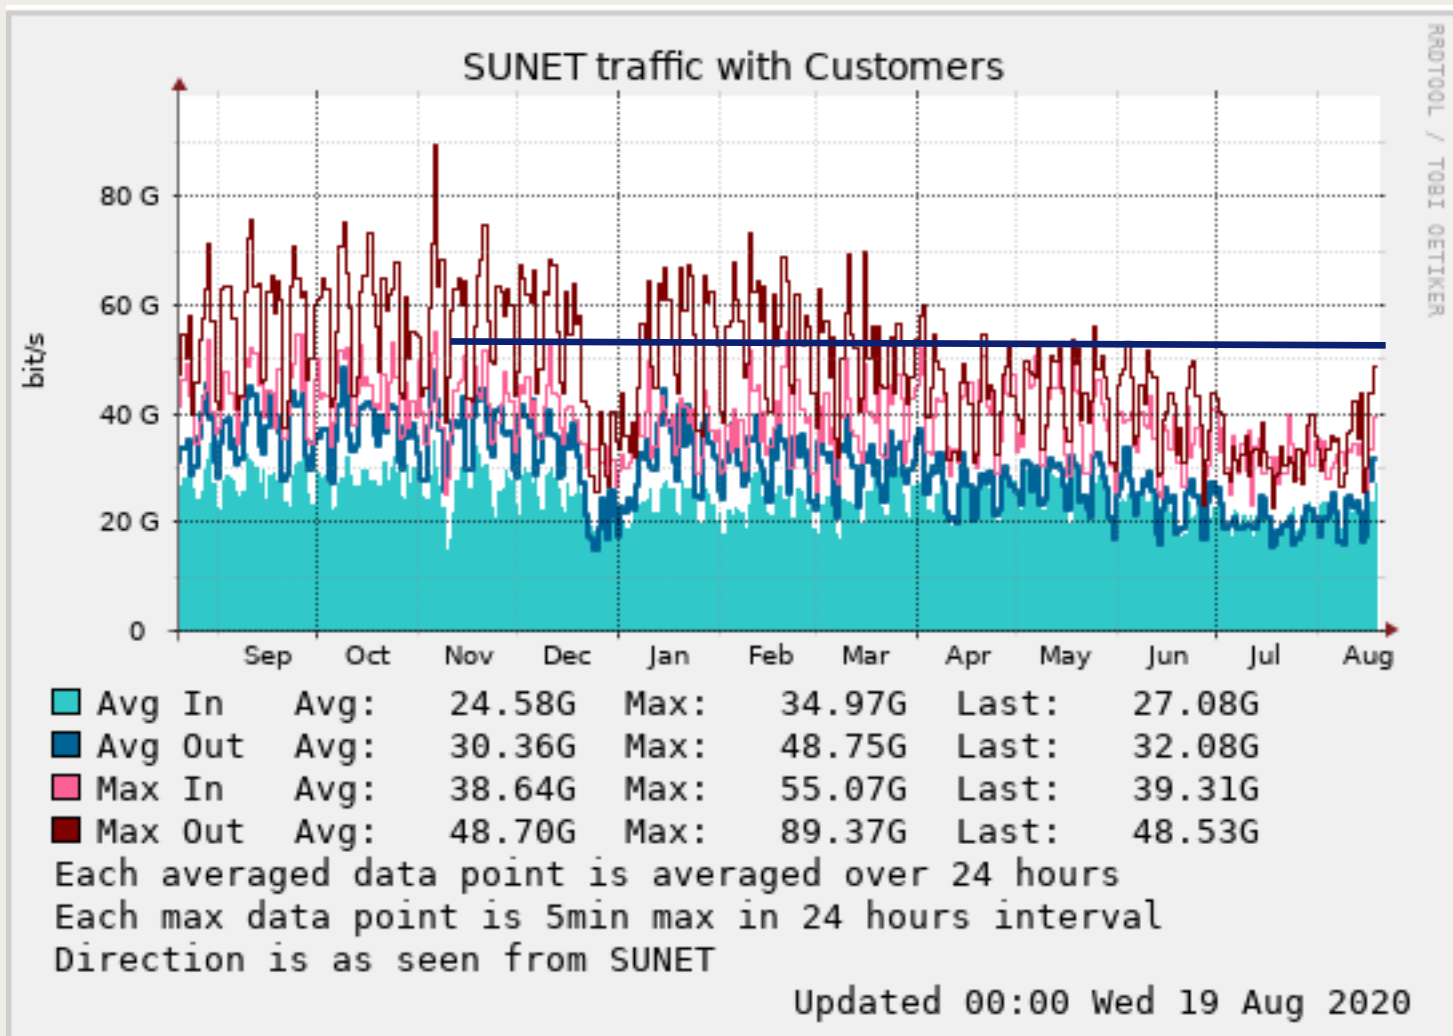 SUNET traffic with Customers
RRDTOOL / TOBI OETIKER
bit/s
80 G
60 G
40 G
20 G
0
Sep Oct Nov Dec Jan Feb Mar Apr May Jun Jul Aug
Avg In Avg: 24.58G Max: 34.97G Last: 27.08G
Avg Out Avg: 30.36G Max: 48.75G Last: 32.08G
Max In Avg: 38.64G Max: 55.07G Last: 39.31G
Max Out Avg: 48.70G Max: 89.37G Last: 48.53G
Each averaged data point is averaged over 24 hours
Each max data point is 5min max in 24 hours interval
Direction is as seen from SUNET
Updated 00:00 Wed 19 Aug 2020